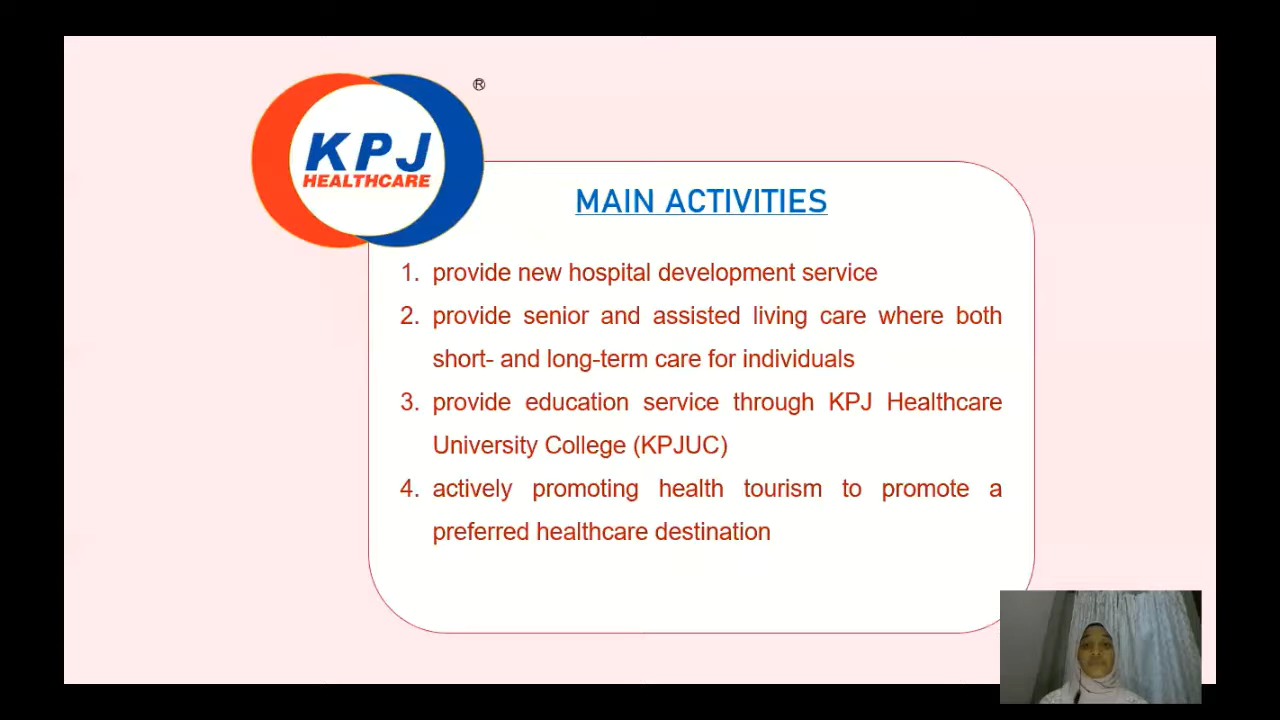 ®
KPJ
HEALTHCARE
MAIN ACTIVITIES
1. provide new hospital development service
2. provide senior and assisted living care where both
short- and long-term care for individuals
3. provide education service through KPJ Healthcare
University College (KPJUC)
4. actively promoting health tourism to promote a
preferred healthcare destination